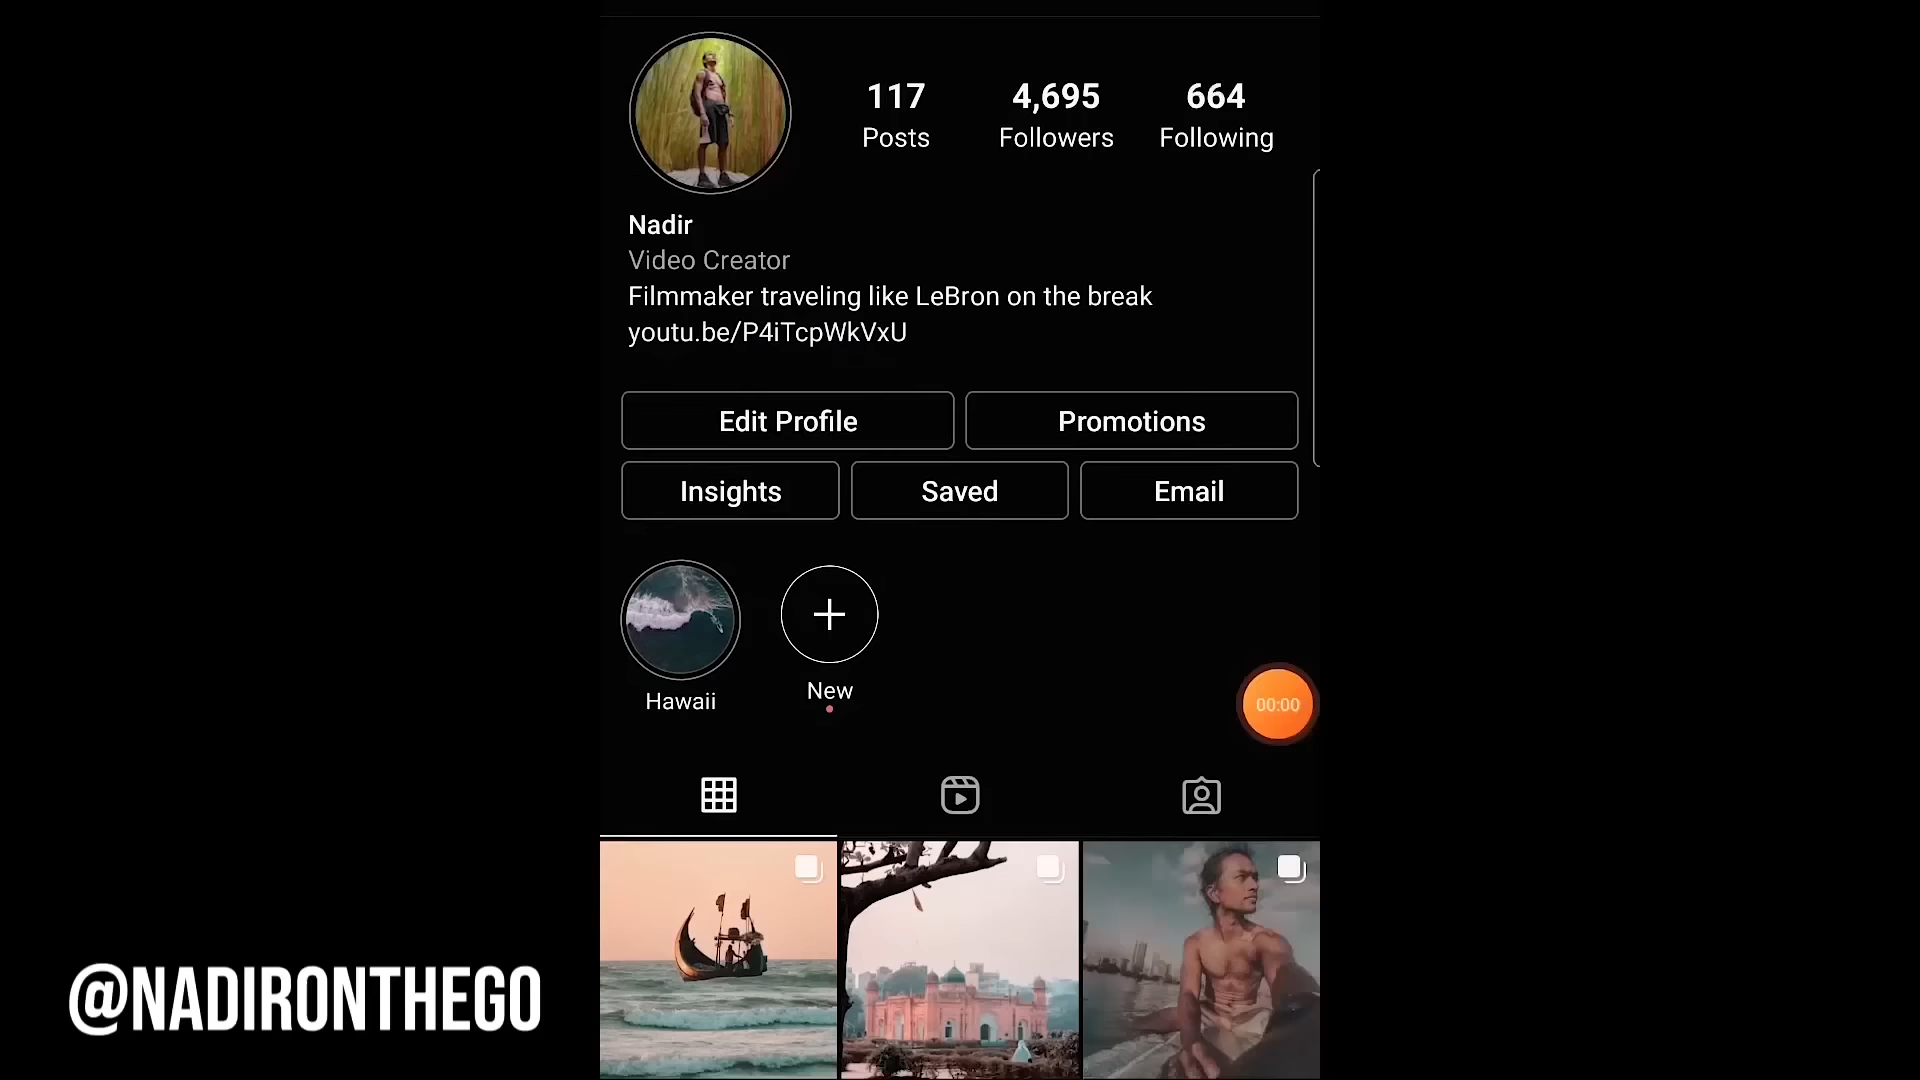 117 4,695 664
Posts Followers Following
Nadir
Video Creator
Filmmaker traveling like LeBron on the break
youtu.be/P4iTcpWkVxU
Edit Profile Promotions
Insights Saved Email
Hawaii New
00:00
@NADIRONTHEGO